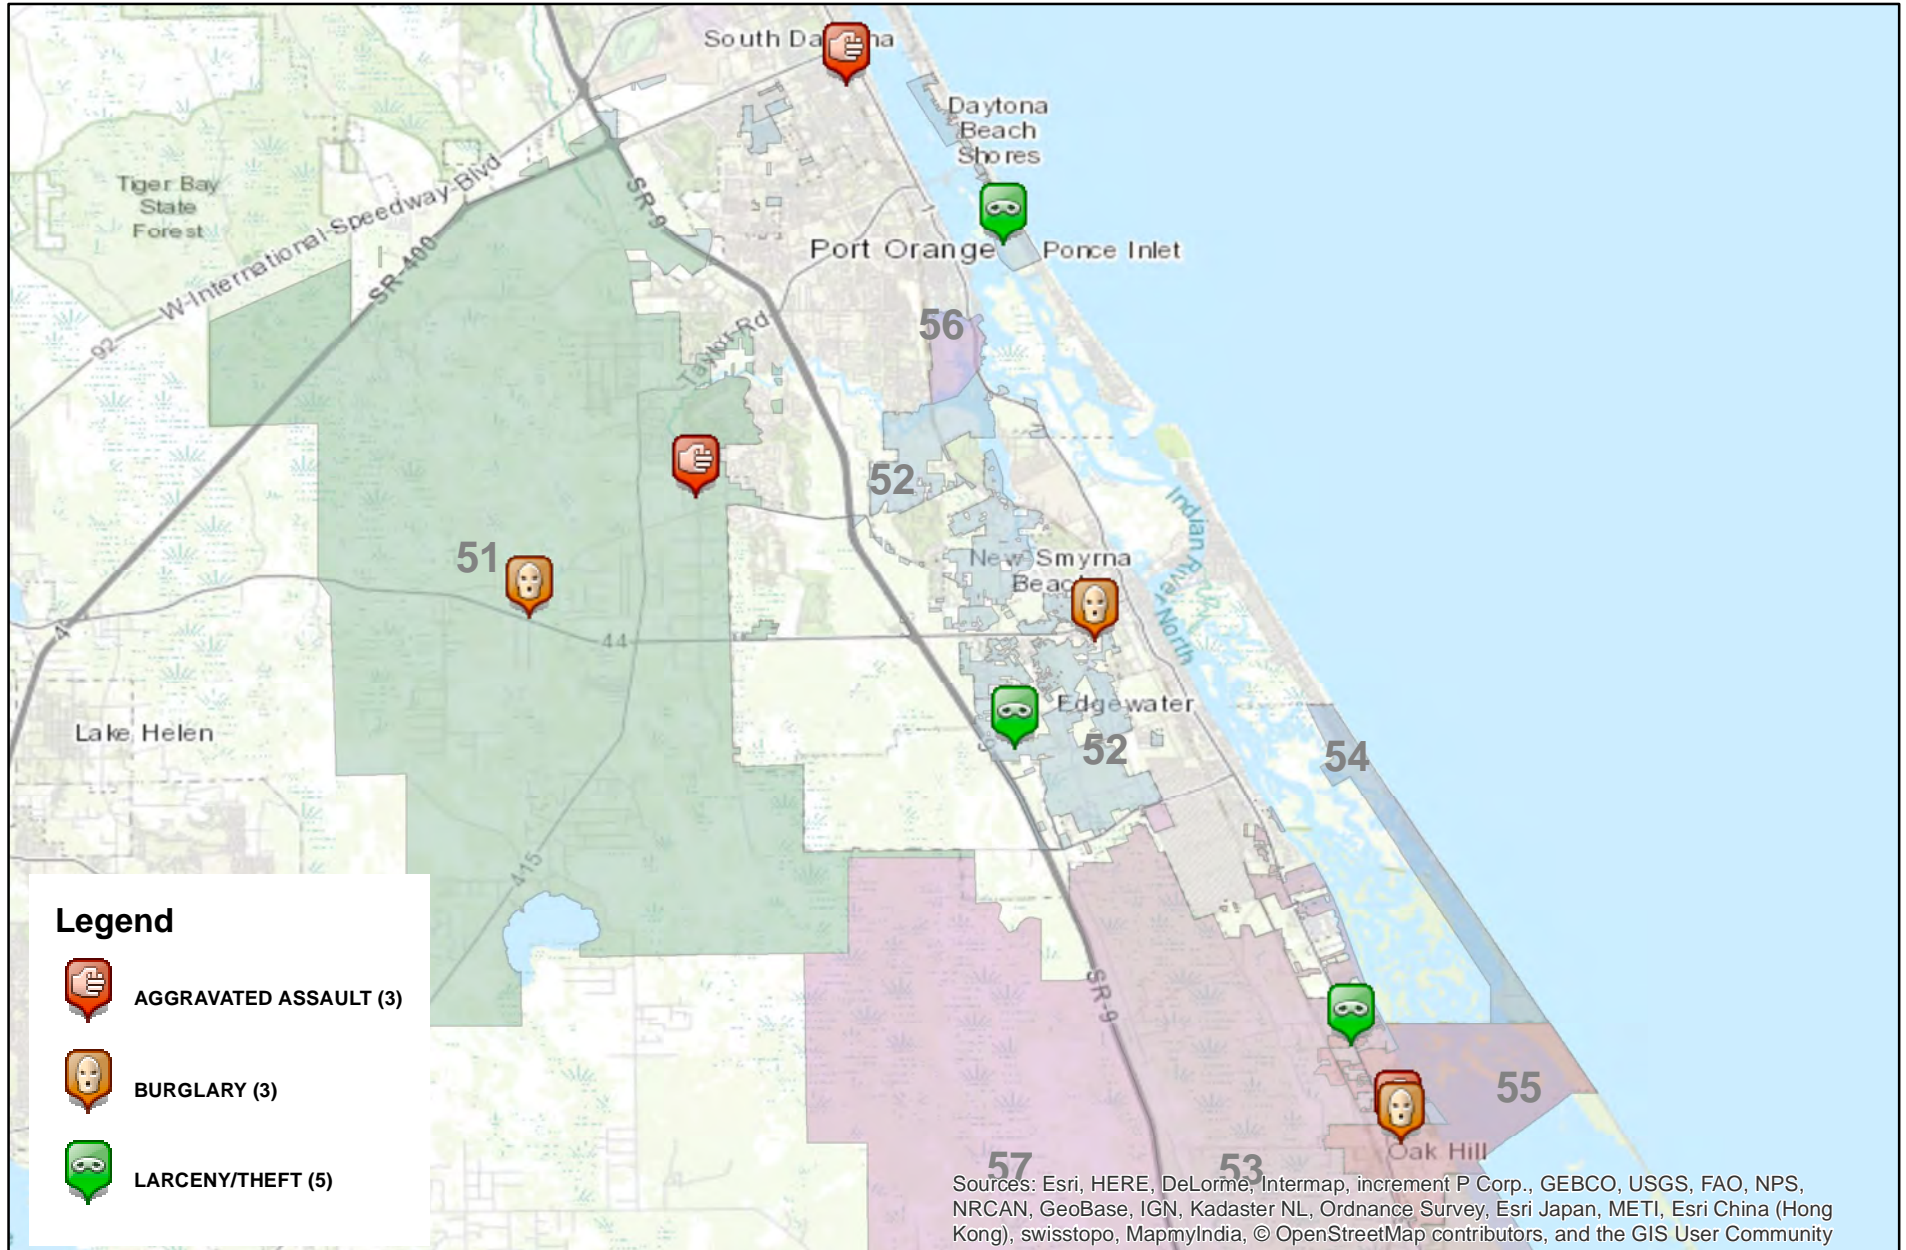 South Da na
Daytona
Beach
Shores
Tiger Bay
State
Forest
W-International-Speedway-Blvd
SR-9
SR-400
92
1
Port Orange
Ponce Inlet
56
Taylor-Rd
52
Indian River North
51
New Smyrna
Beac
44
4
Edgewater
Lake Helen
52
54
9
415
SR-9
55
Oak Hill
57
53
Legend
AGGRAVATED ASSAULT (3)
BURGLARY (3)
LARCENY/THEFT (5)
Sources: Esri, HERE, DeLorme, Intermap, increment P Corp., GEBCO, USGS, FAO, NPS,
NRCAN, GeoBase, IGN, Kadaster NL, Ordnance Survey, Esri Japan, METI, Esri China (Hong
Kong), swisstopo, MapmyIndia, © OpenStreetMap contributors, and the GIS User Community